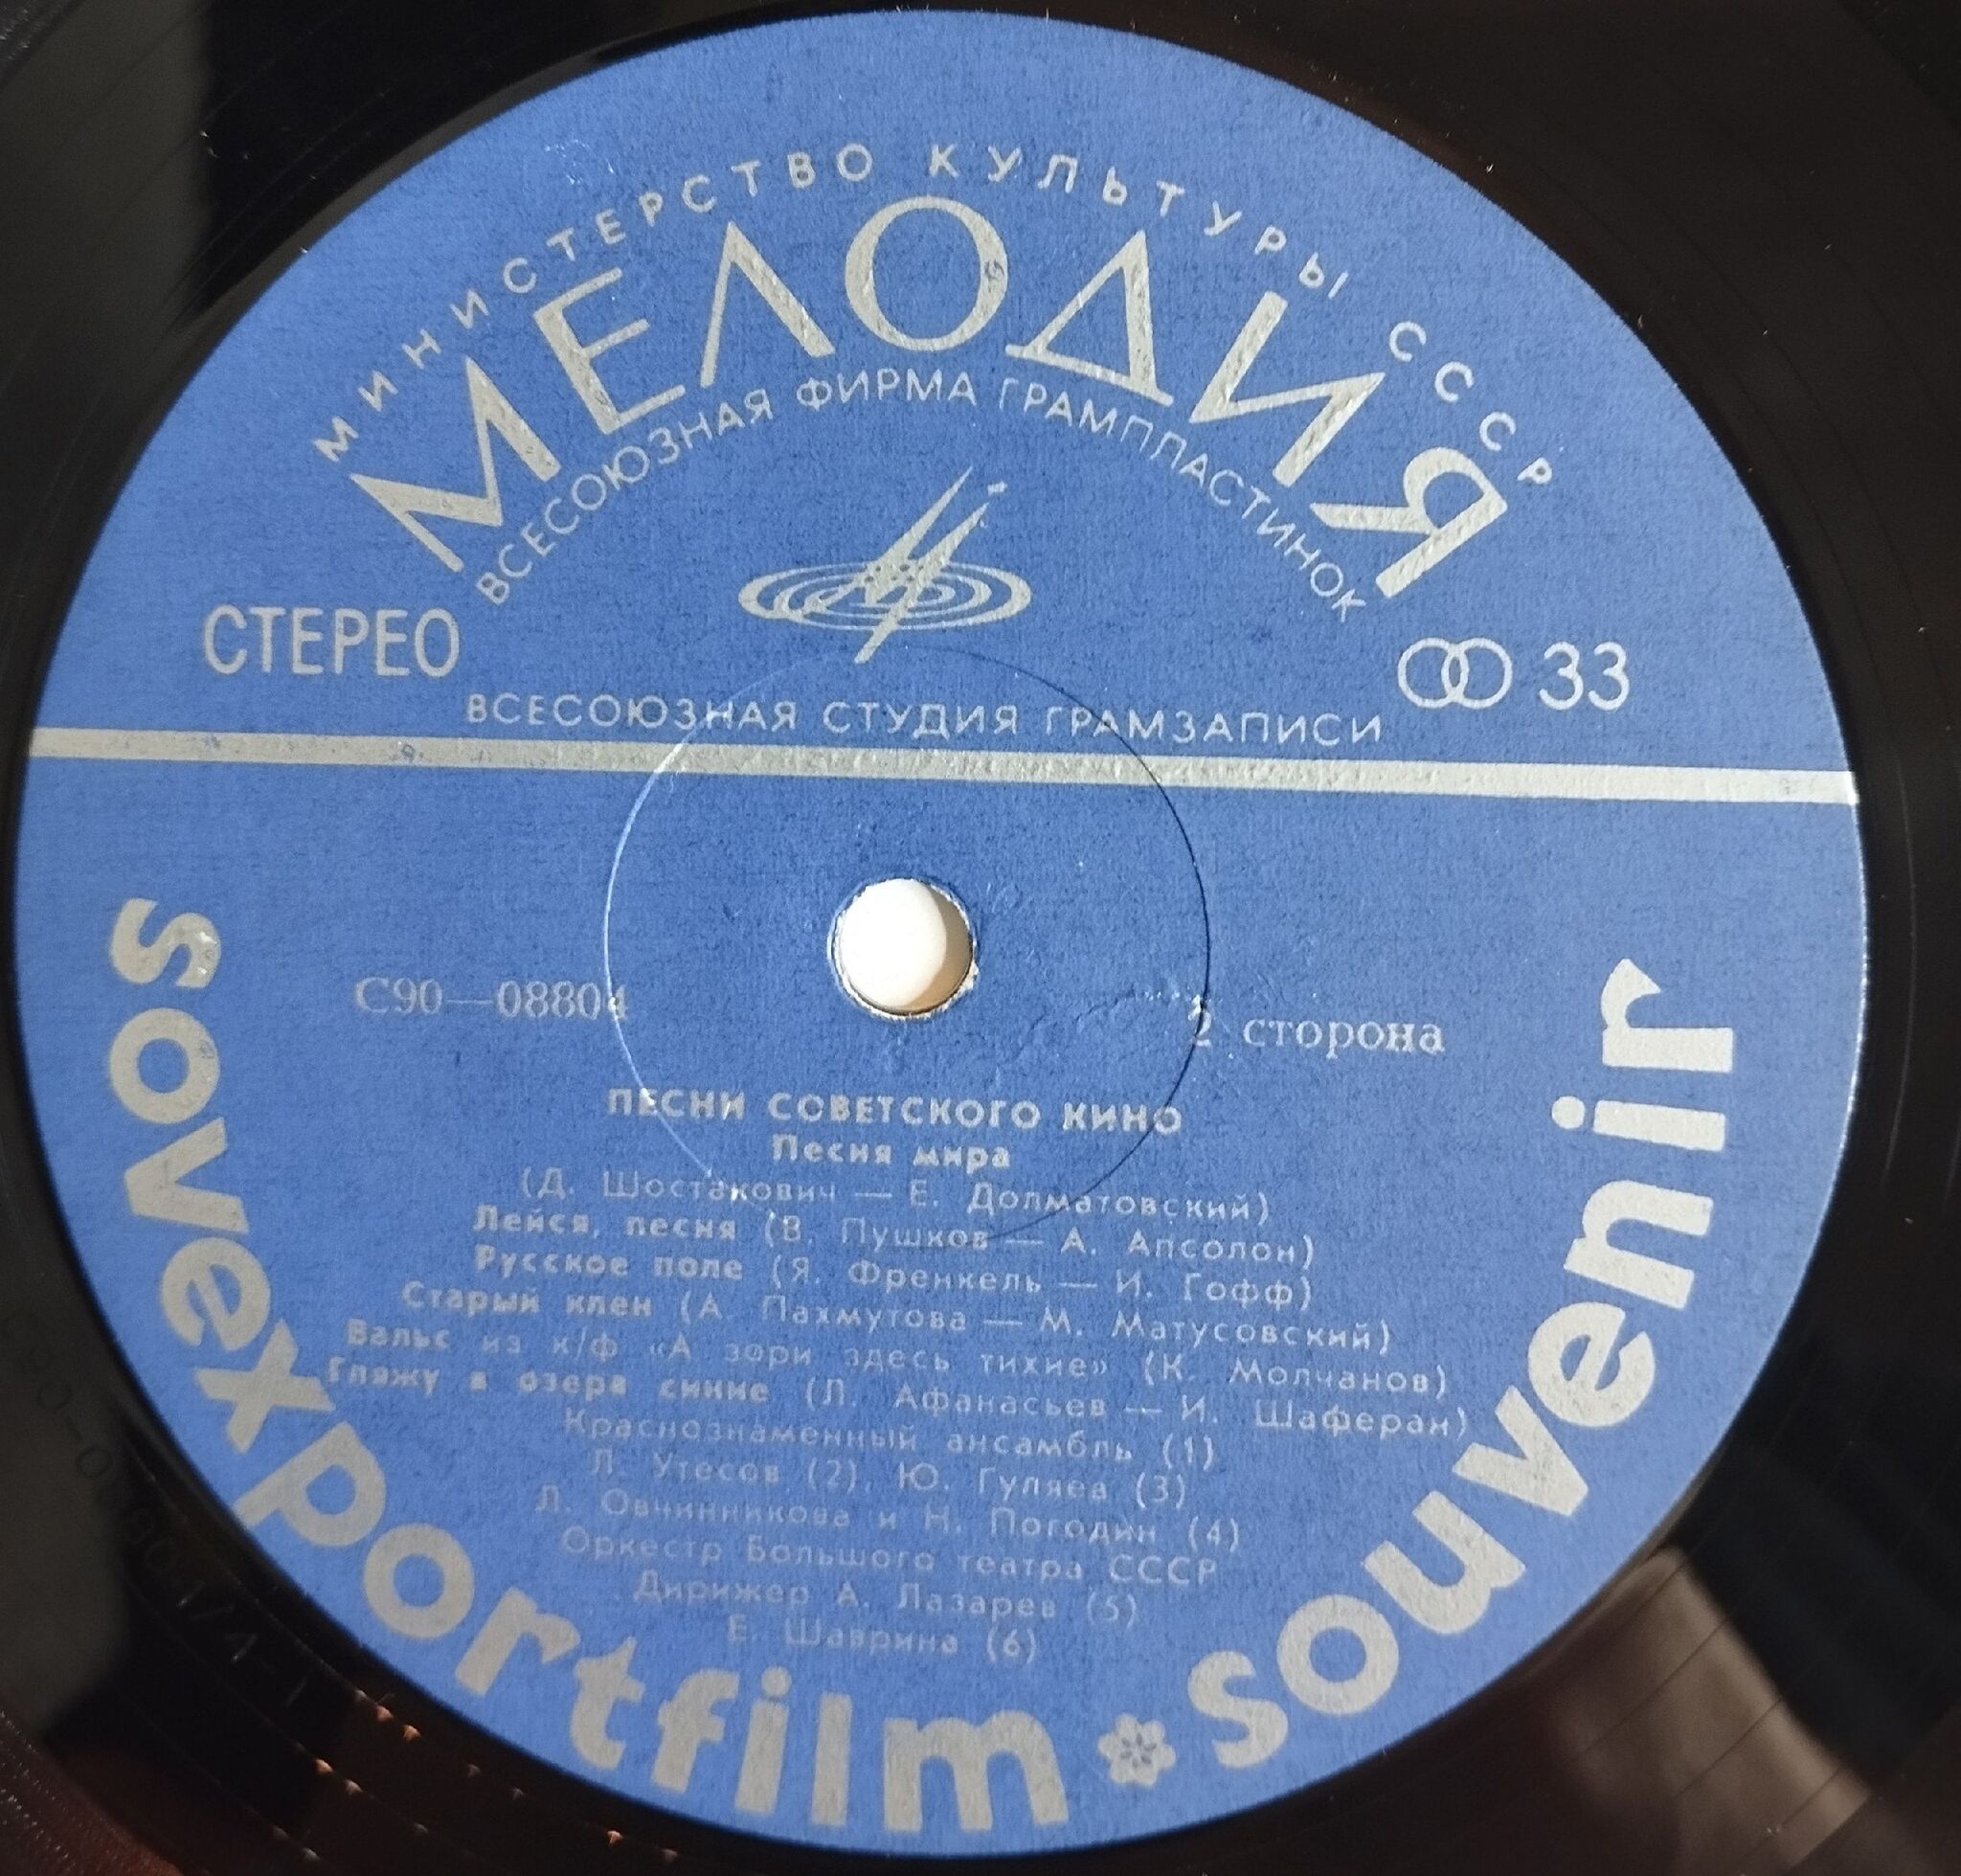 МИНИСТЕРСТВО КУЛЬТУРЫ СССР
МЕЛОДИЯ
ВСЕСОЮЗНАЯ ФИРМА ГРАМПЛАСТИНОК
СТЕРЕО
33
ВСЕСОЮЗНАЯ СТУДИЯ ГРАМЗАПИСИ
С90—08804
2 сторона
ПЕСНИ СОВЕТСКОГО КИНО
Песня мира
(Д. Шостакович — Е. Долматовский)
Лейся, песня (В. Пушков — А. Апсолон)
Русское поле (Я. Френкель — И. Гофф)
Старый клен (А. Пахмутова — М. Матусовский)
Вальс из к/ф «А зори здесь тихие» (К. Молчанов)
Гляжу в озера синие (Л. Афанасьев — И. Шаферан)
Краснознаменный ансамбль (1)
Л. Утесов (2), Ю. Гуляев (3)
Л. Овчинникова и Н. Погодин (4)
Оркестр Большого театра СССР
Дирижер А. Лазарев (5)
Е. Шаврина (6)
sovexportfilm souvenir